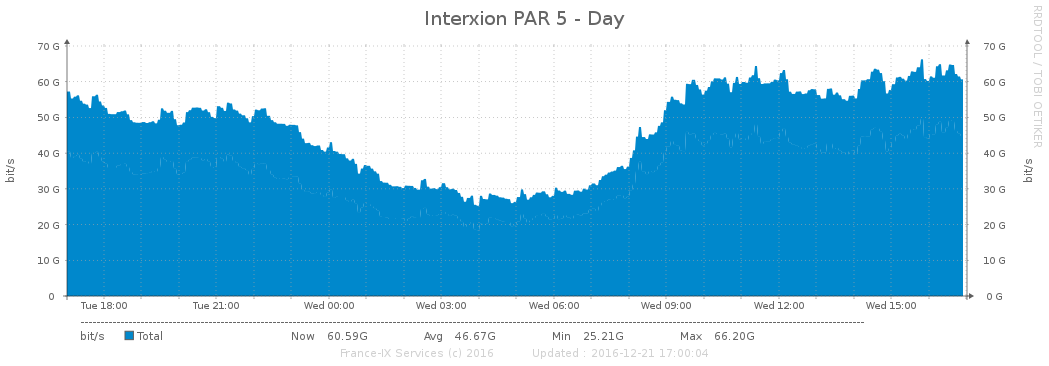 Interxion PAR 5 - Day
RRDTOOL / TOBI OETIKER
70 G
60 G
50 G
40 G
30 G
20 G
10 G
0
bit/s
70 G
60 G
50 G
40 G
30 G
20 G
10 G
0 G
bit/s
Tue 18:00 Tue 21:00 Wed 00:00 Wed 03:00 Wed 06:00 Wed 09:00 Wed 12:00 Wed 15:00
bit/s Total Now 60.59G Avg 46.67G Min 25.21G Max 66.20G
France-IX Services (c) 2016 Updated : 2016-12-21 17:00:04